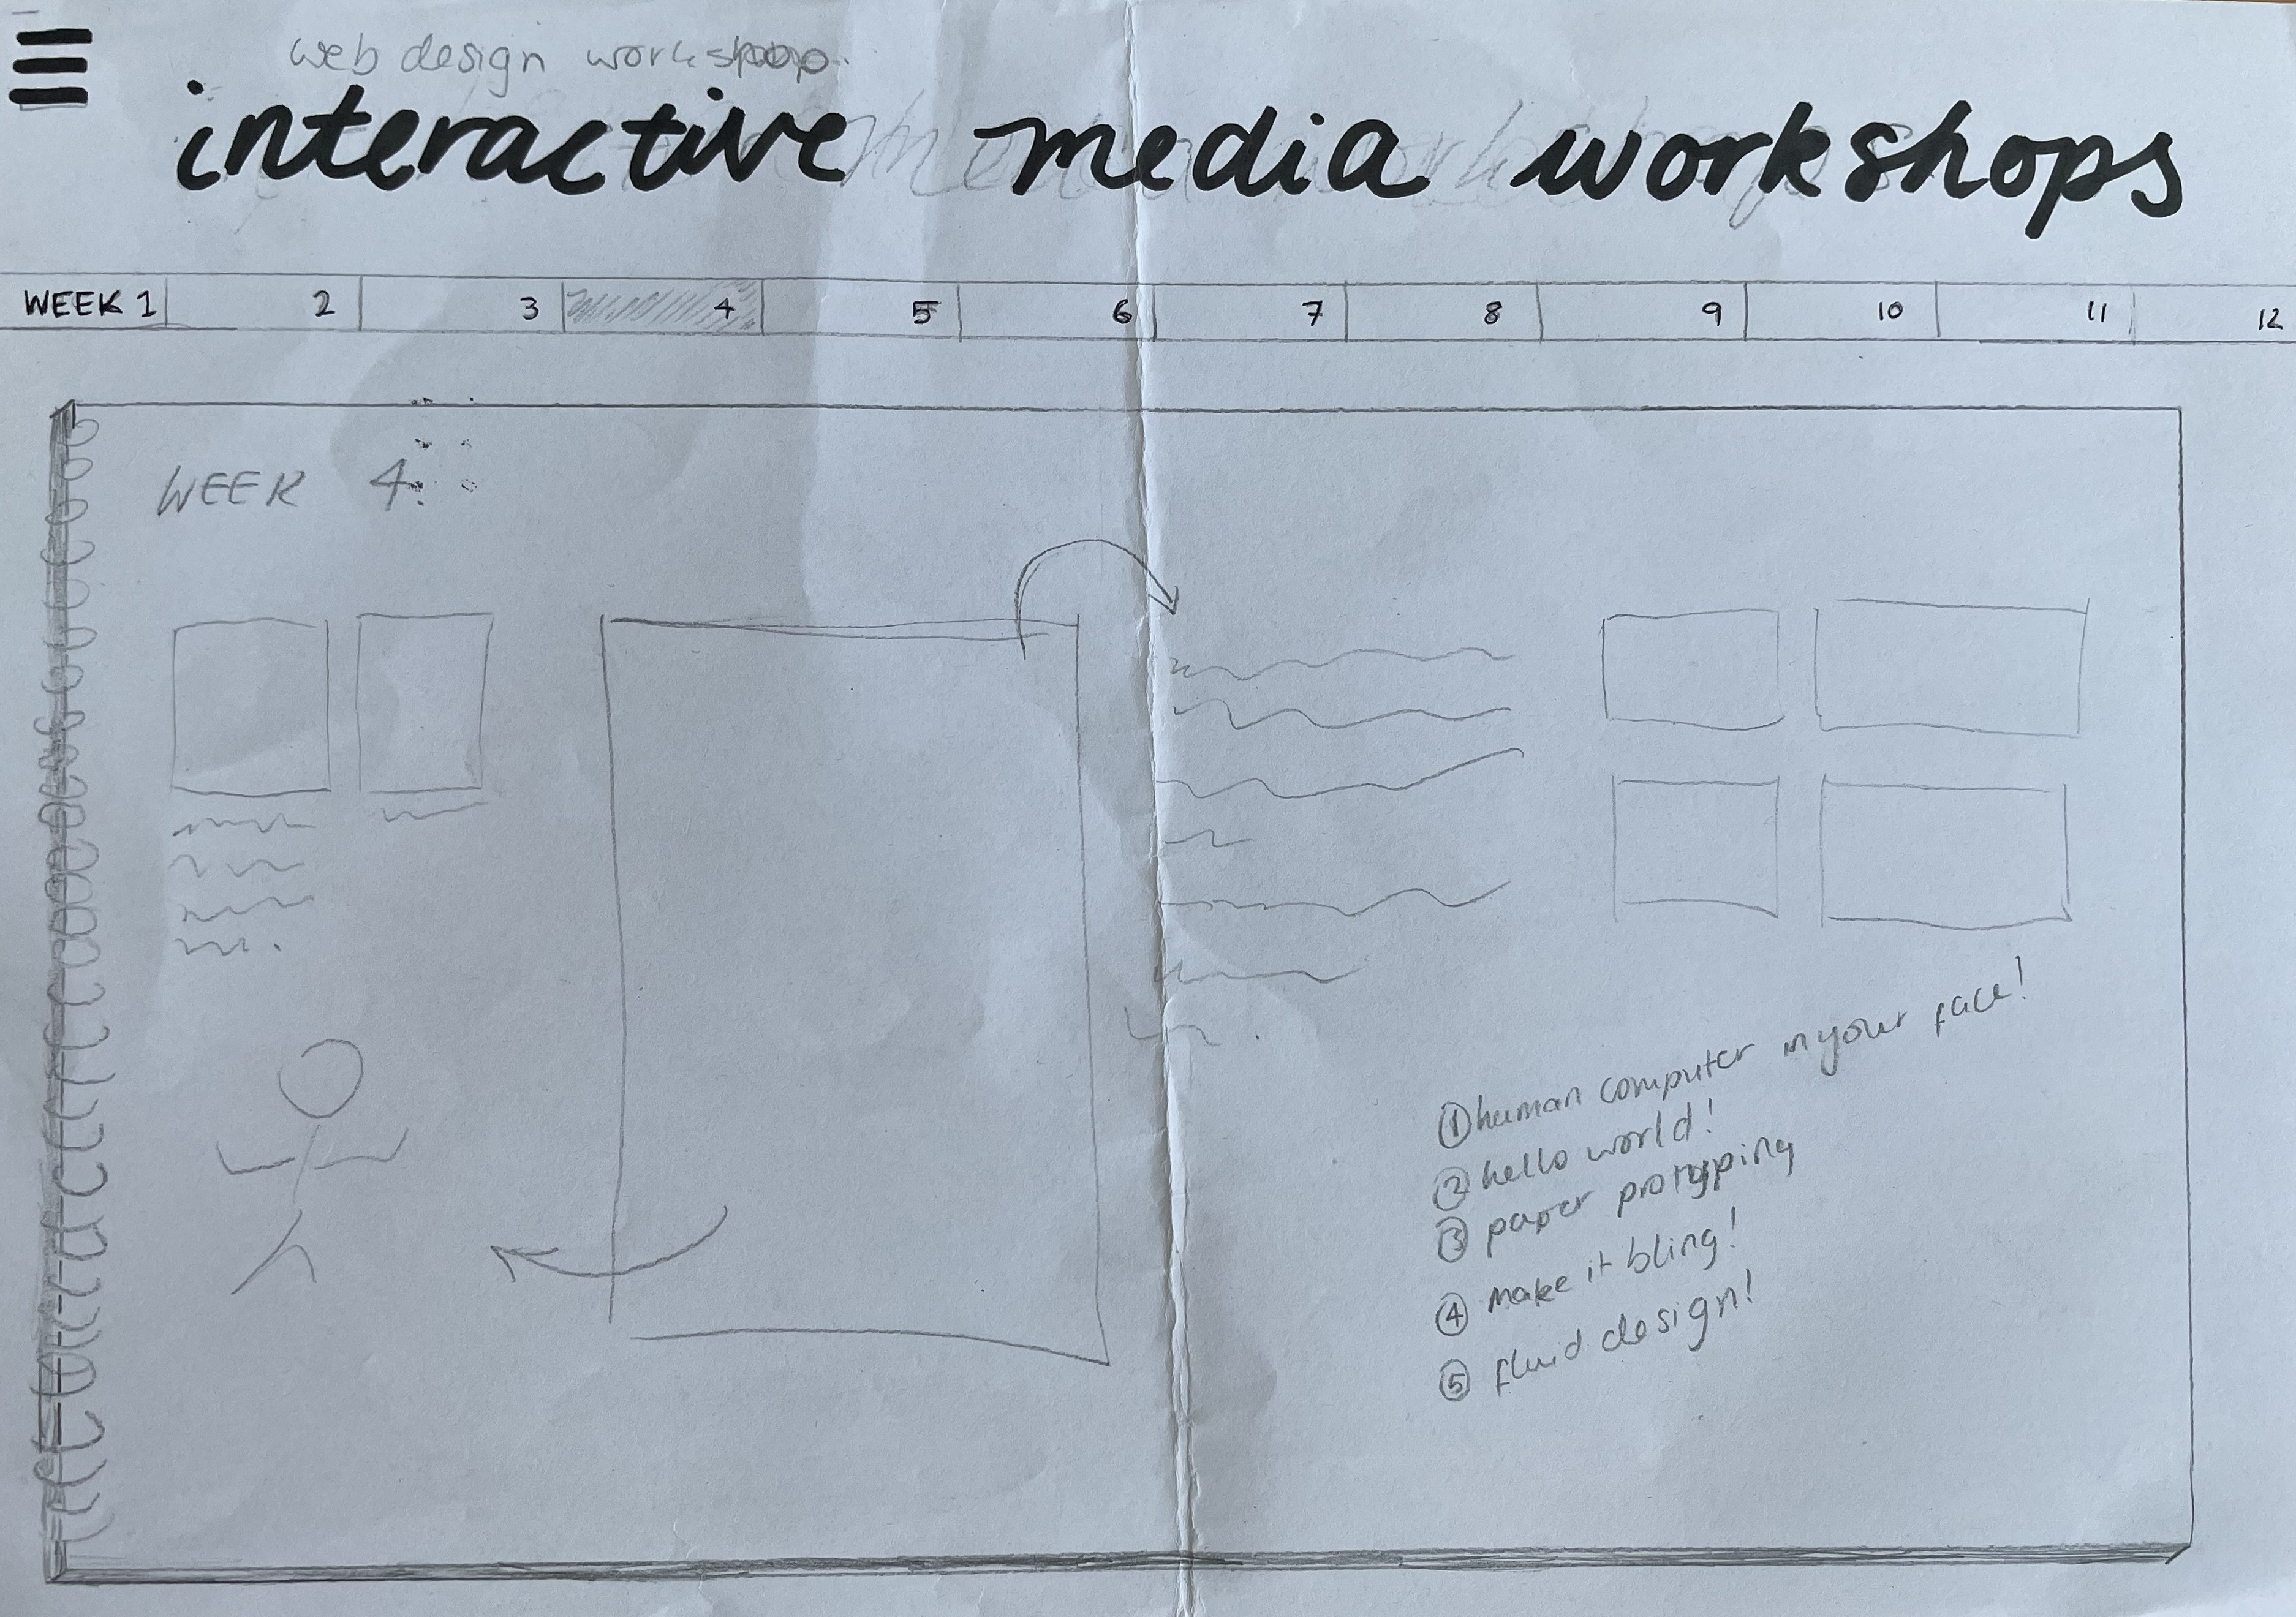 web design workshop.
interactive media workshops
WEEK 1 2 3 4 5 6 7 8 9 10 11 12
WEEK 4.
① human computer in your face!
② hello world!
③ paper protyping
④ Make it bling!
⑤ fluid design!